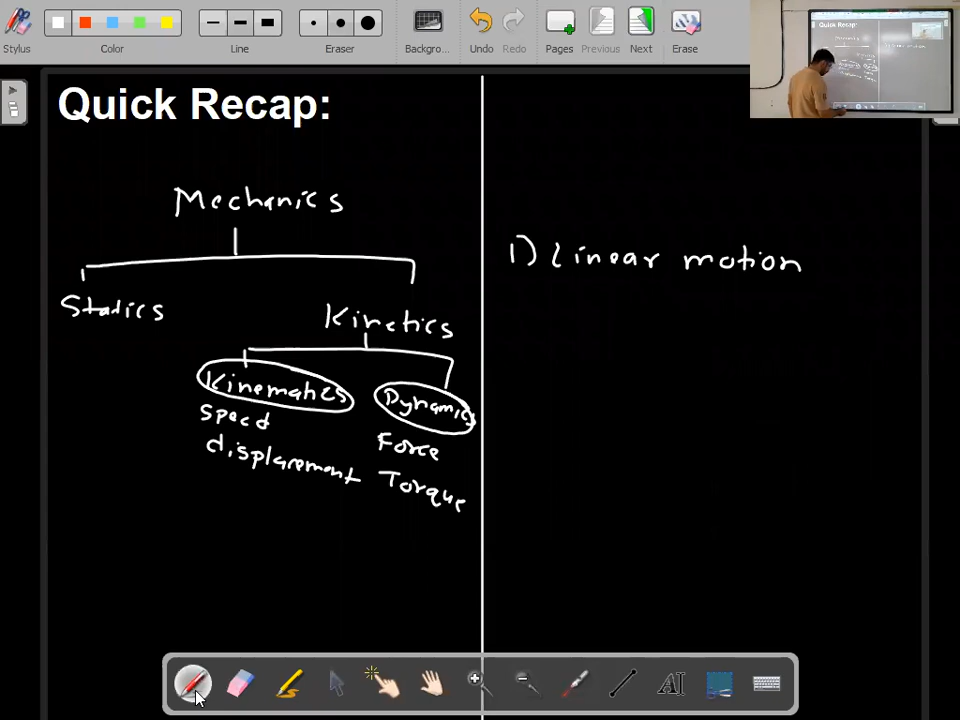 Stylus
Color
Line
Eraser
Backgro...
Undo
Redo
Pages
Previous
Next
Erase
Quick Recap:
Mechanics
Statics
Kinetics
Kinematics
Dynamics
Speed
displacement
Force
Torque
1) Linear motion